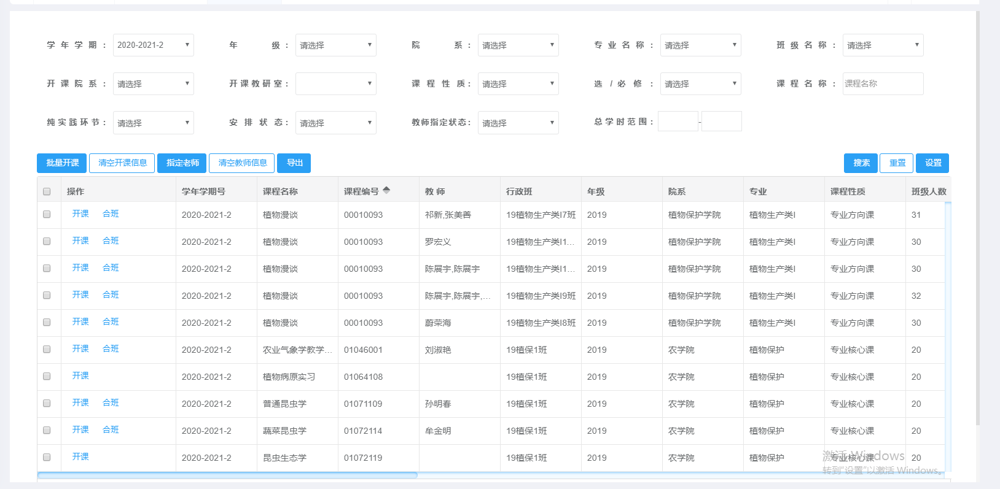 学年学期： 2020-2021-2 年级： 请选择 院系： 请选择 专业名称： 请选择 班级名称： 请选择
开课院系： 请选择 开课教研室： 课程性质： 请选择 选/必修： 请选择 课程名称： 课程名称
纯实践环节： 请选择 安排状态： 请选择 教师指定状态： 请选择 总学时范围： -
批量开课 清空开课信息 指定老师 清空教师信息 导出 搜索 重置 设置
操作 学年学期号 课程名称 课程编号 教师 行政班 年级 院系 专业 课程性质 班级人数
开课 合班 2020-2021-2 植物漫谈 00010093 祁新,张美善 19植物生产类I7班 2019 植物保护学院 植物生产类I 专业方向课 31
开课 合班 2020-2021-2 植物漫谈 00010093 罗宏义 19植物生产类I1... 2019 植物保护学院 植物生产类I 专业方向课 30
开课 合班 2020-2021-2 植物漫谈 00010093 陈展宇,陈展宇 19植物生产类I1... 2019 植物保护学院 植物生产类I 专业方向课 30
开课 合班 2020-2021-2 植物漫谈 00010093 陈展宇,陈展宇,... 19植物生产类I9班 2019 植物保护学院 植物生产类I 专业方向课 32
开课 合班 2020-2021-2 植物漫谈 00010093 蔚荣海 19植物生产类I8班 2019 植物保护学院 植物生产类I 专业方向课 30
开课 合班 2020-2021-2 农业气象学教学... 01046001 刘淑艳 19植保1班 2019 农学院 植物保护 专业核心课 20
开课 2020-2021-2 植物病原实习 01064108 19植保1班 2019 农学院 植物保护 专业核心课 20
开课 合班 2020-2021-2 普通昆虫学 01071109 孙明春 19植保1班 2019 农学院 植物保护 专业核心课 20
开课 合班 2020-2021-2 蔬菜昆虫学 01072114 牟金明 19植保1班 2019 农学院 植物保护 专业核心课 20
开课 2020-2021-2 昆虫生态学 01072119 19植保1班 2019 农学院 植物保护 专业核心课 20
激活 Windows
转到“设置”以激活 Windows。